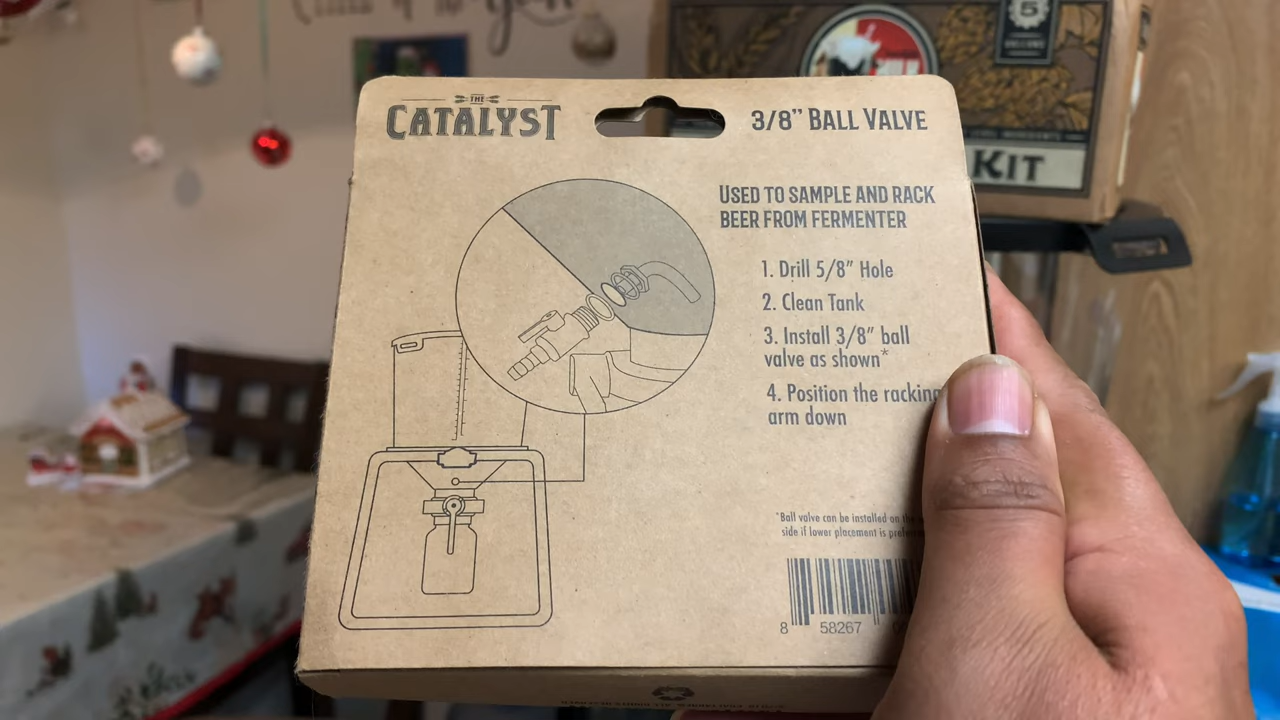 THE
CATALYST
3/8” BALL VALVE
USED TO SAMPLE AND RACK
BEER FROM FERMENTER
1. Drill 5/8” Hole
2. Clean Tank
3. Install 3/8” ball
valve as shown*
4. Position the racking
arm down
*Ball valve can be installed on the
side if lower placement is
8 58267
5
KIT